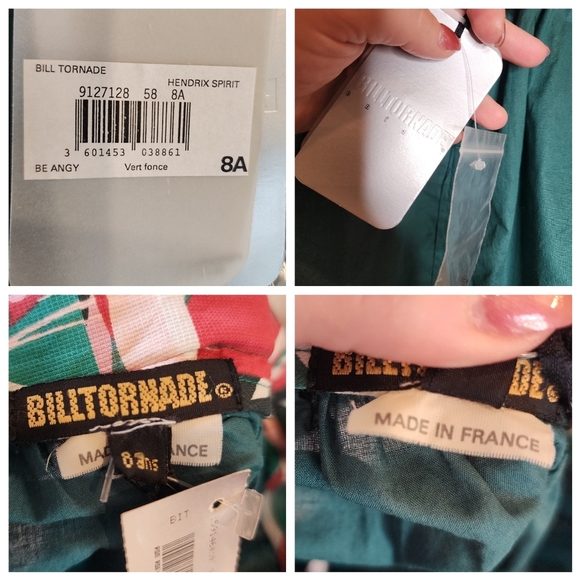 BILL TORNADE
HENDRIX SPIRIT
9127128 58 8A
3 601453 038861
BE ANGY Vert fonce 8A
BILLTORNADE
BILLTORNADE®
MADE IN FRANCE
8 ans
BIT
MADE IN FRANCE